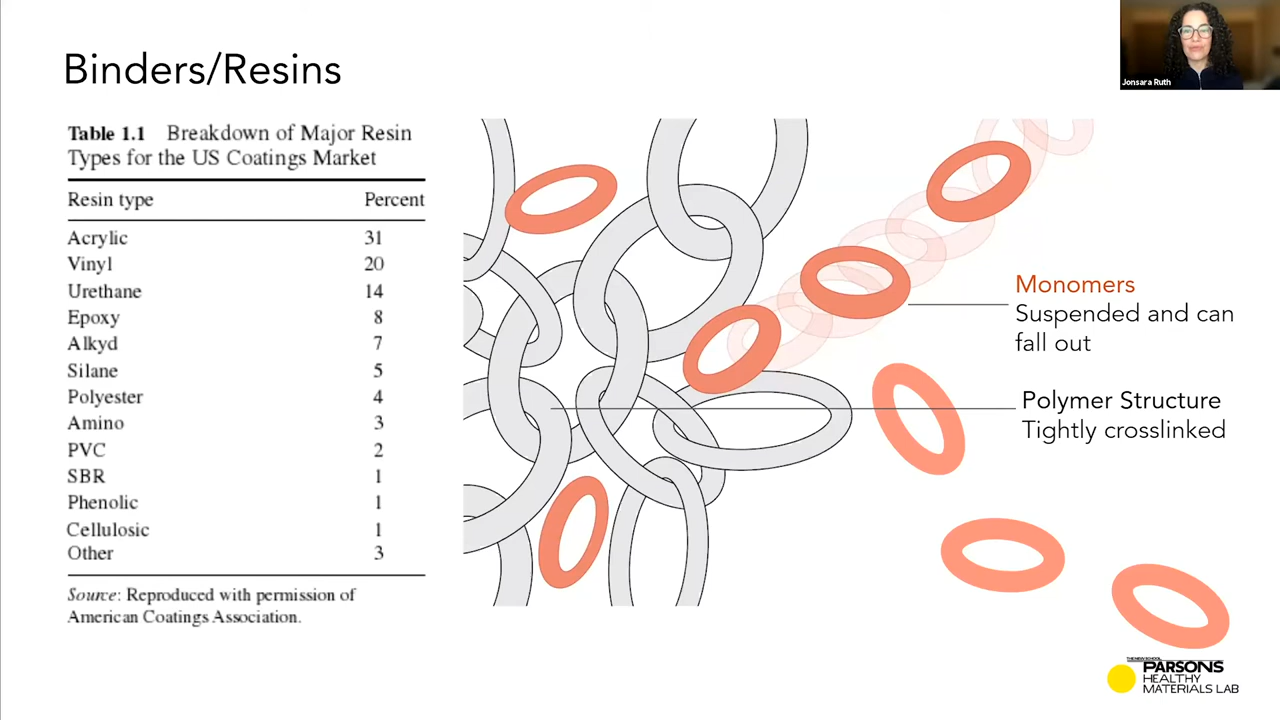 Binders/Resins
Jonsara Ruth
Table 1.1 Breakdown of Major Resin
Types for the US Coatings Market
Resin type Percent
Acrylic 31
Vinyl 20
Urethane 14
Epoxy 8
Alkyd 7
Silane 5
Polyester 4
Amino 3
PVC 2
SBR 1
Phenolic 1
Cellulosic 1
Other 3
Source: Reproduced with permission of
American Coatings Association.
Monomers
Suspended and can
fall out
Polymer Structure
Tightly crosslinked
THE NEW SCHOOL
PARSONS
HEALTHY
MATERIALS LAB